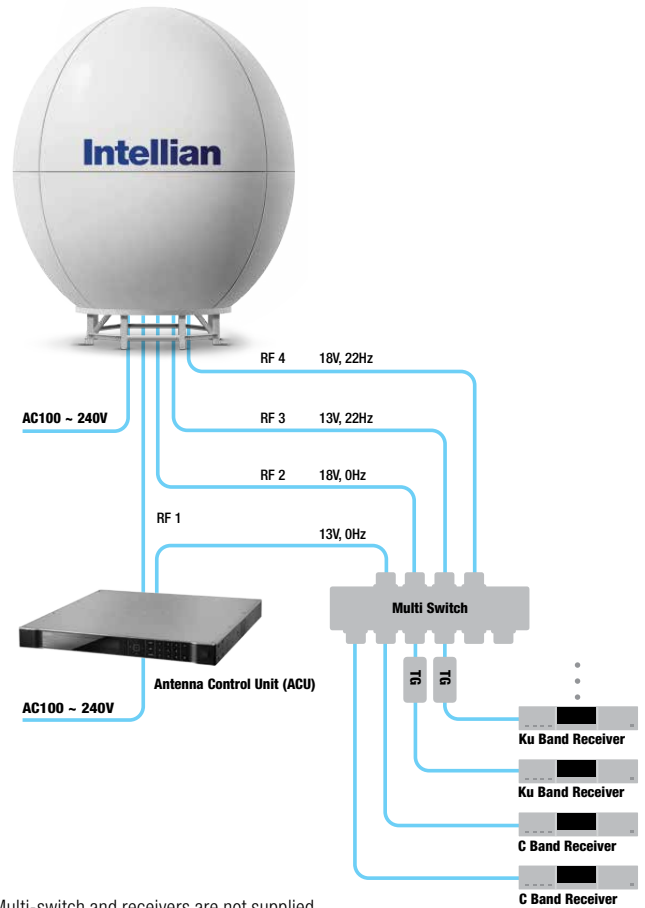 Intellian
RF 4 18V, 22Hz
AC100 ~ 240V RF 3 13V, 22Hz
RF 2 18V, 0Hz
RF 1
13V, 0Hz
Multi Switch
Antenna Control Unit (ACU)
TG TG
AC100 ~ 240V
Ku Band Receiver
Ku Band Receiver
C Band Receiver
C Band Receiver
Multi-switch and receivers are not supplied